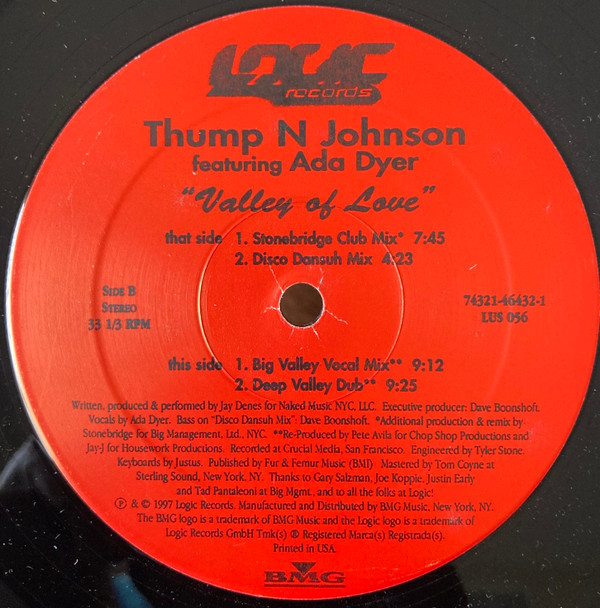 LOGIC
records
Thump N Johnson
featuring Ada Dyer
"Valley of Love"
that side 1. Stonebridge Club Mix* 7:45
2. Disco Dansuh Mix 4:23
SIDE B
STEREO
33 1/3 RPM
74321-46432-1
LUS 056
this side 1. Big Valley Vocal Mix** 9:12
2. Deep Valley Dub** 9:25
Written, produced & performed by Jay Denes for Naked Music NYC, LLC. Executive producer: Dave Boonshoft.
Vocals by Ada Dyer. Bass on "Disco Dansuh Mix": Dave Boonshoft. *Additional production & remix by
Stonebridge for Big Management, Ltd., NYC. **Re-Produced by Pete Avila for Chop Shop Productions and
Jay-J for Housework Productions. Recorded at Crucial Media, San Francisco. Engineered by Tyler Stone.
Keyboards by Justus. Published by Fur & Femur Music (BMI) Mastered by Tom Coyne at
Sterling Sound, New York, NY. Thanks to Gary Salzman, Joe Koppie, Justin Early
and Tad Pantaleoni at Big Mgmt., and to all the folks at Logic!
℗ & © 1997 Logic Records. Manufactured and Distributed by BMG Music, New York, NY.
The BMG logo is a trademark of BMG Music and the Logic logo is a trademark of
Logic Records GmbH Tmk(s) ® Registered Marca(s) Registrada(s).
Printed in USA.
BMG